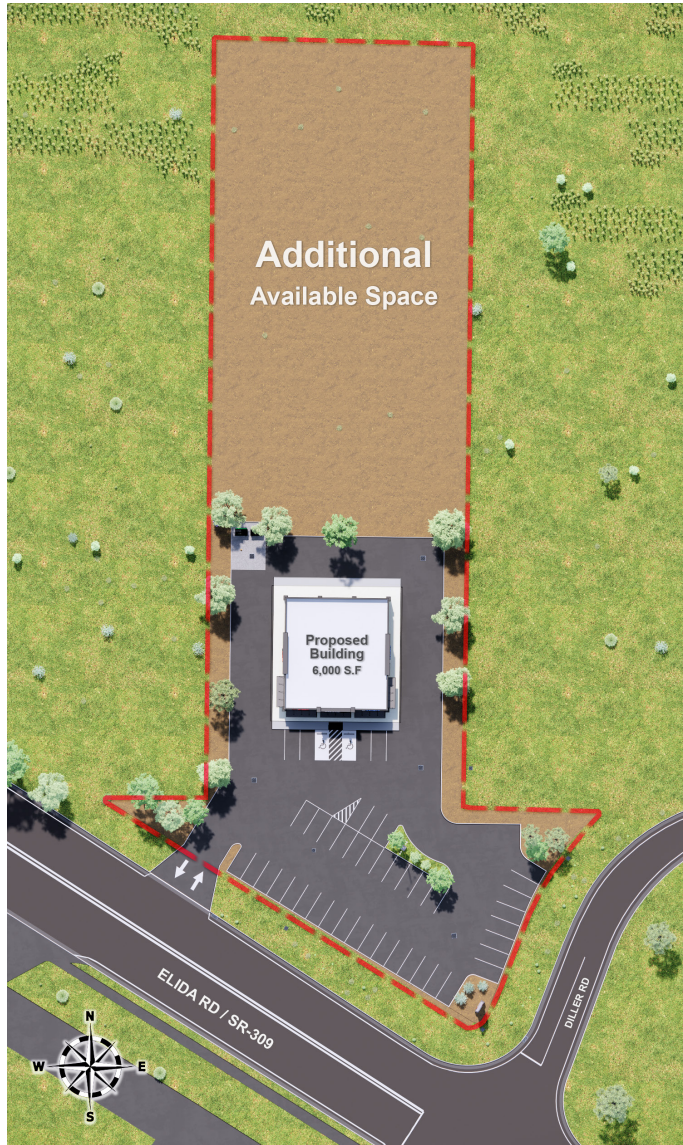 Additional
Available Space
Proposed
Building
6,000 S.F
ELIDA RD / SR-309
DILLER RD
N
W
E
S